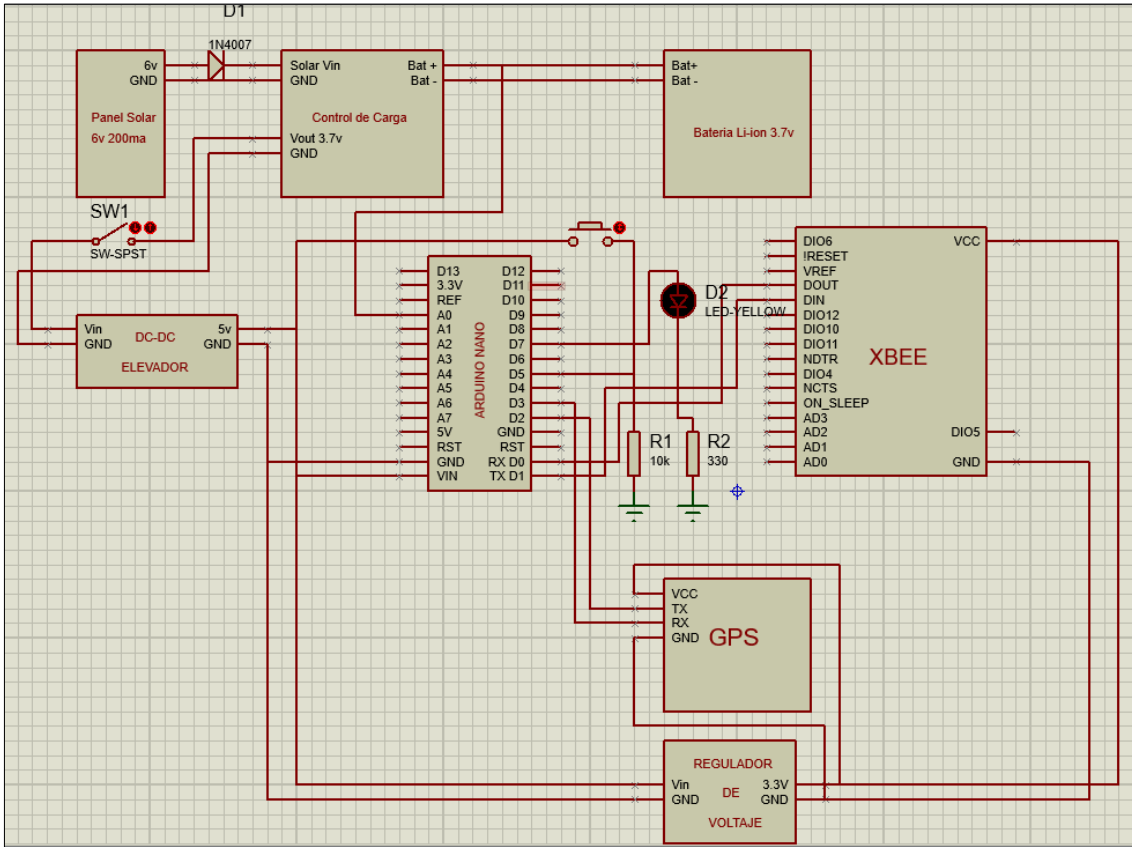 D1
1N4007
6v
GND
Panel Solar
6v 200ma
Solar Vin
GND
Bat +
Bat -
Control de Carga
Vout 3.7v
GND
Bat+
Bat -
Bateria Li-ion 3.7v
SW1
SW-SPST
Vin
GND
DC-DC
ELEVADOR
5v
GND
D13
3.3V
REF
A0
A1
A2
A3
A4
A5
A6
A7
5V
RST
GND
VIN
ARDUINO NANO
D12
D11
D10
D9
D8
D7
D6
D5
D4
D3
D2
GND
RST
RX D0
TX D1
D2
LED-YELLOW
R1
10k
R2
330
DIO6
!RESET
VREF
DOUT
DIN
DIO12
DIO10
DIO11
NDTR
DIO4
NCTS
ON_SLEEP
AD3
AD2
AD1
AD0
XBEE
VCC
DIO5
GND
VCC
TX
RX
GND
GPS
REGULADOR
DE
VOLTAJE
Vin
GND
3.3V
GND